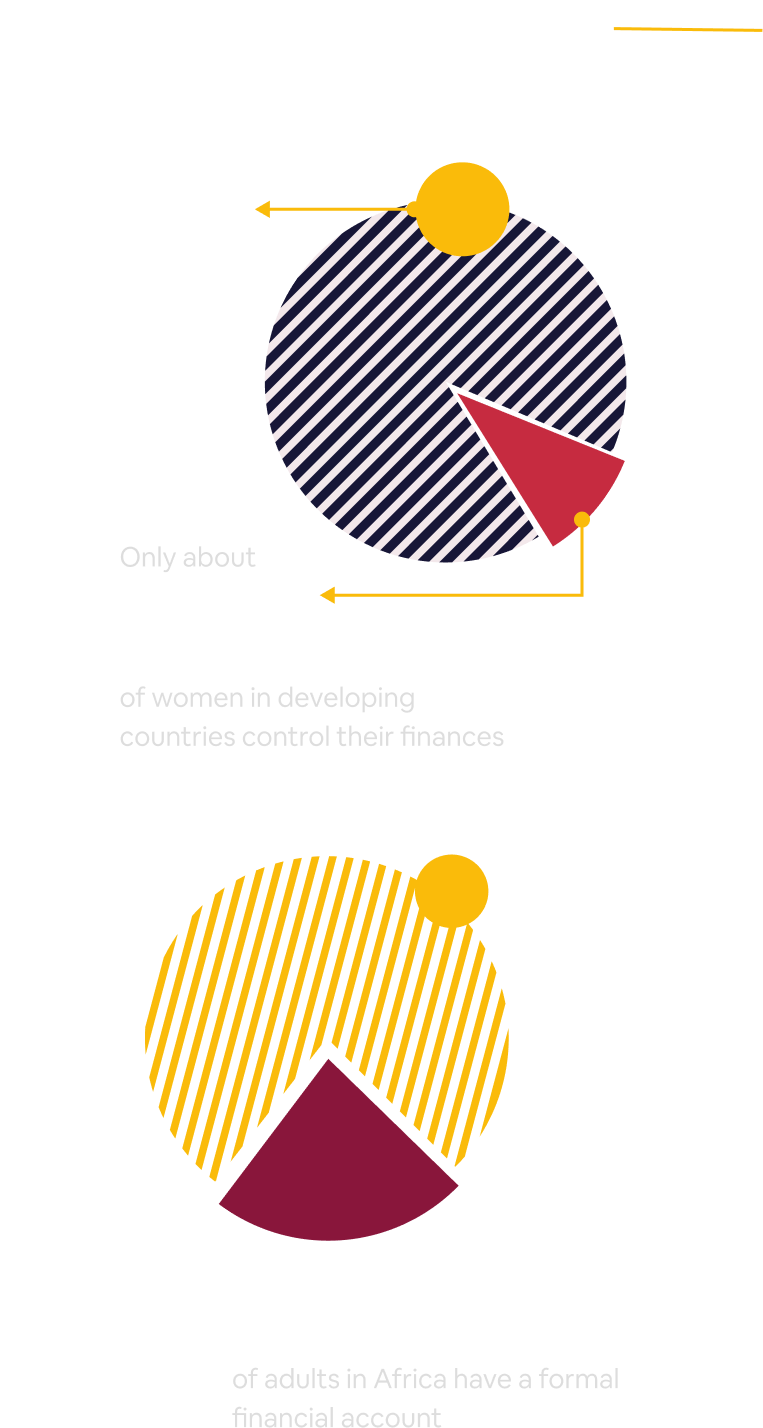 Only about
of women in developing
countries control their finances
of adults in Africa have a formal
financial account